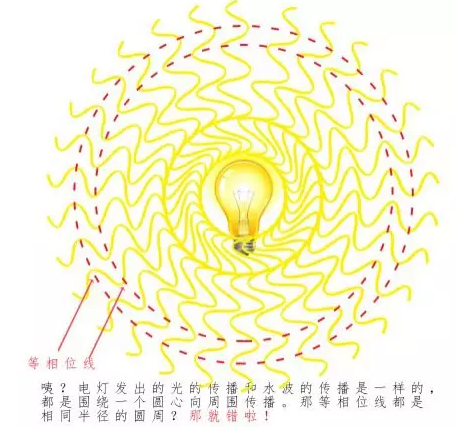 等相位线
咦？电灯发出的光的传播和水波的传播是一样的，
都是围绕一个圆心向周围传播。那等相位线都是
相同半径的圆周？那就错啦！